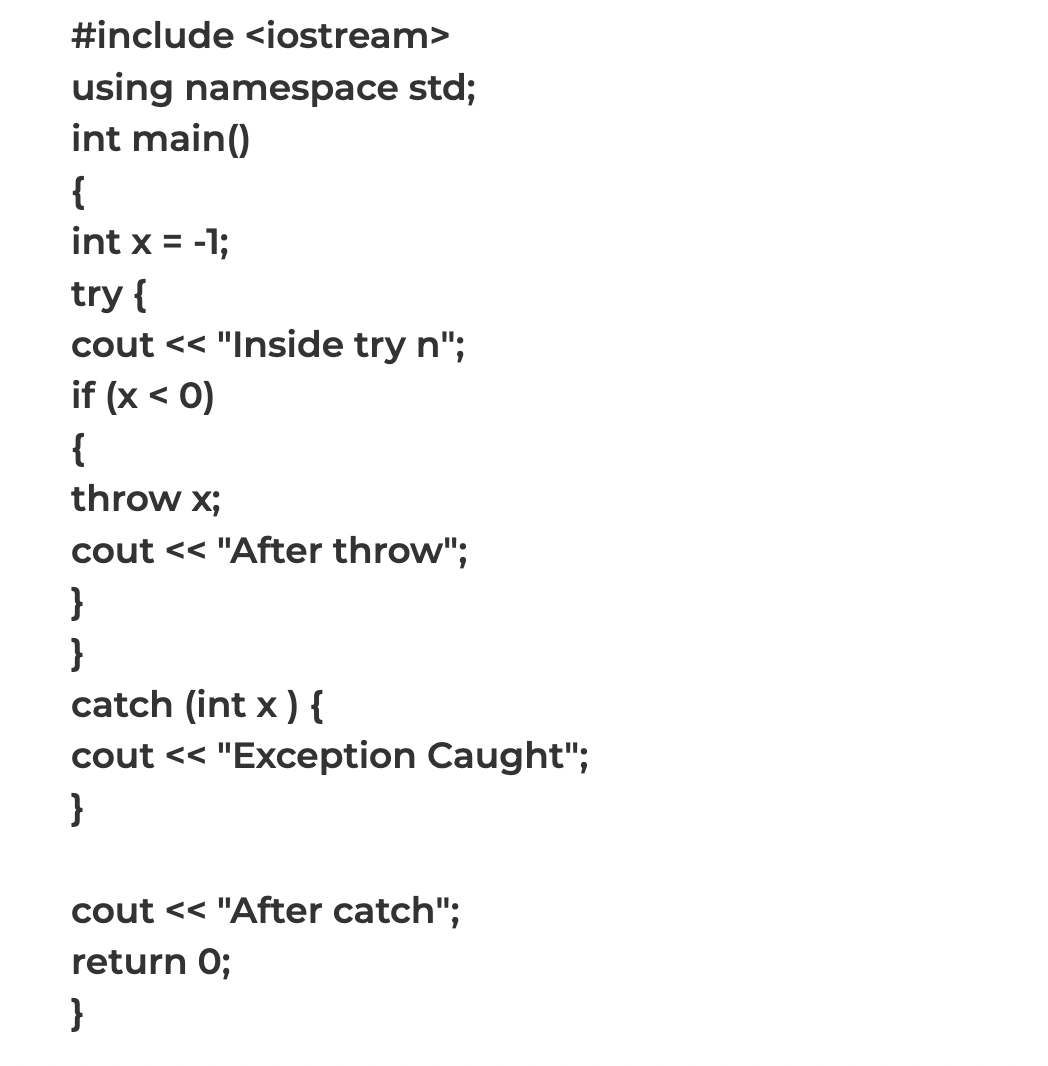 #include <iostream>
using namespace std;
int main()
{
int x = -1;
try {
cout << "Inside try n";
if (x < 0)
{
throw x;
cout << "After throw";
}
}
catch (int x ) {
cout << "Exception Caught";
}
cout << "After catch";
return 0;
}